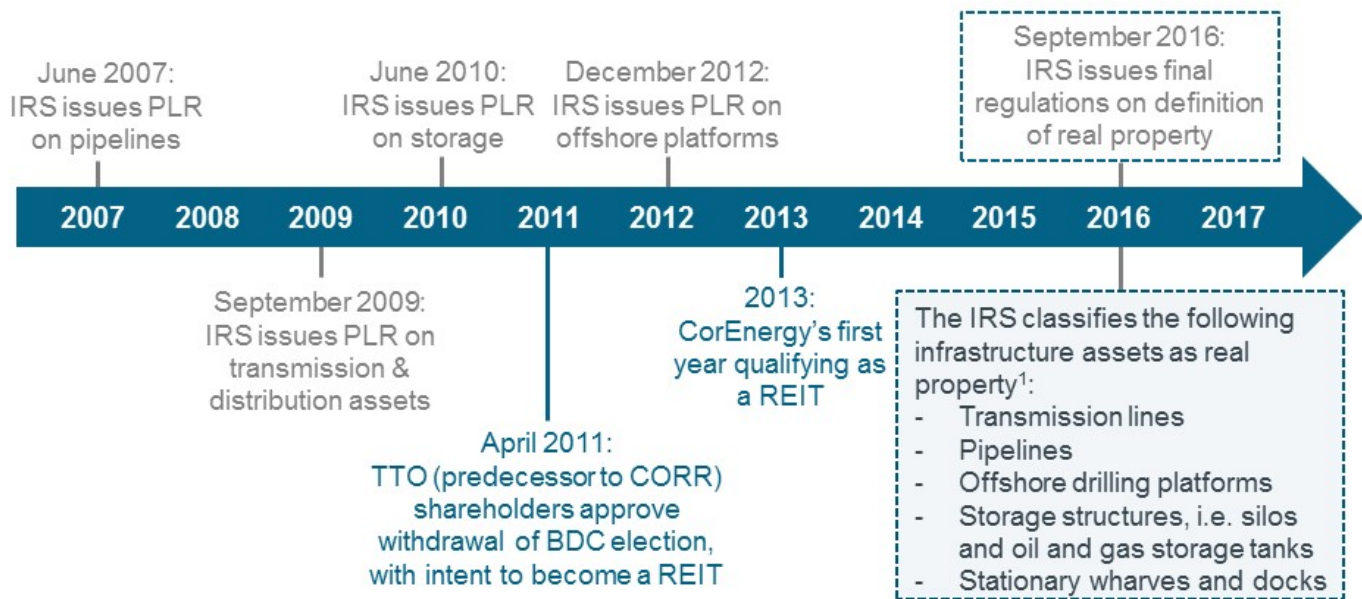 June 2007:
IRS issues PLR
on pipelines
June 2010:
IRS issues PLR
on storage
December 2012:
IRS issues PLR on
offshore platforms
September 2016:
IRS issues final
regulations on definition
of real property
2007 2008 2009 2010 2011 2012 2013 2014 2015 2016 2017
September 2009:
IRS issues PLR on
transmission &
distribution assets
April 2011:
TTO (predecessor to CORR)
shareholders approve
withdrawal of BDC election,
with intent to become a REIT
2013:
CorEnergy’s first
year qualifying as
a REIT
The IRS classifies the following
infrastructure assets as real
property¹:
- Transmission lines
- Pipelines
- Offshore drilling platforms
- Storage structures, i.e. silos
and oil and gas storage tanks
- Stationary wharves and docks